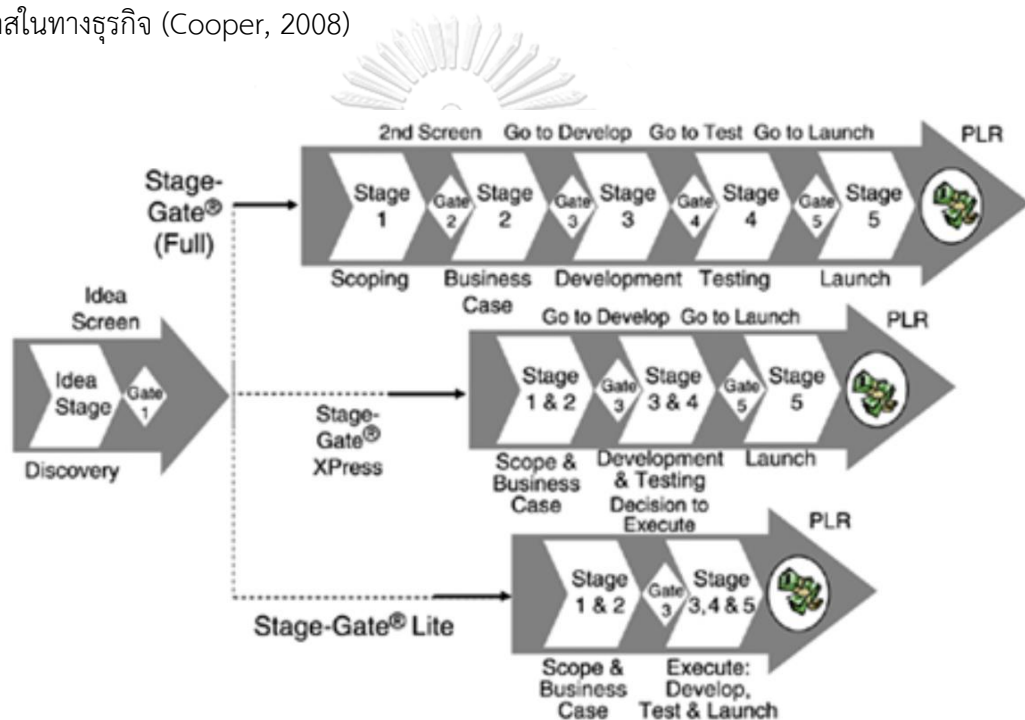 าสในทางธุรกิจ (Cooper, 2008)
2nd Screen Go to Develop Go to Test Go to Launch
PLR
Stage-
Gate®
(Full)
Stage
1
Gate
2
Stage
2
Gate
3
Stage
3
Gate
4
Stage
4
Gate
5
Stage
5
Scoping
Business
Case
Development
Testing
Launch
Idea
Screen
Idea
Stage
Gate
1
Discovery
Go to Develop Go to Launch
PLR
Stage-
Gate®
XPress
Stage
1 & 2
Gate
3
Stage
3 & 4
Gate
5
Stage
5
Scope &
Business
Case
Development
& Testing
Launch
Decision to
Execute
PLR
Stage-Gate® Lite
Stage
1 & 2
Gate
3
Stage
3,4 & 5
Scope &
Business
Case
Execute:
Develop,
Test & Launch